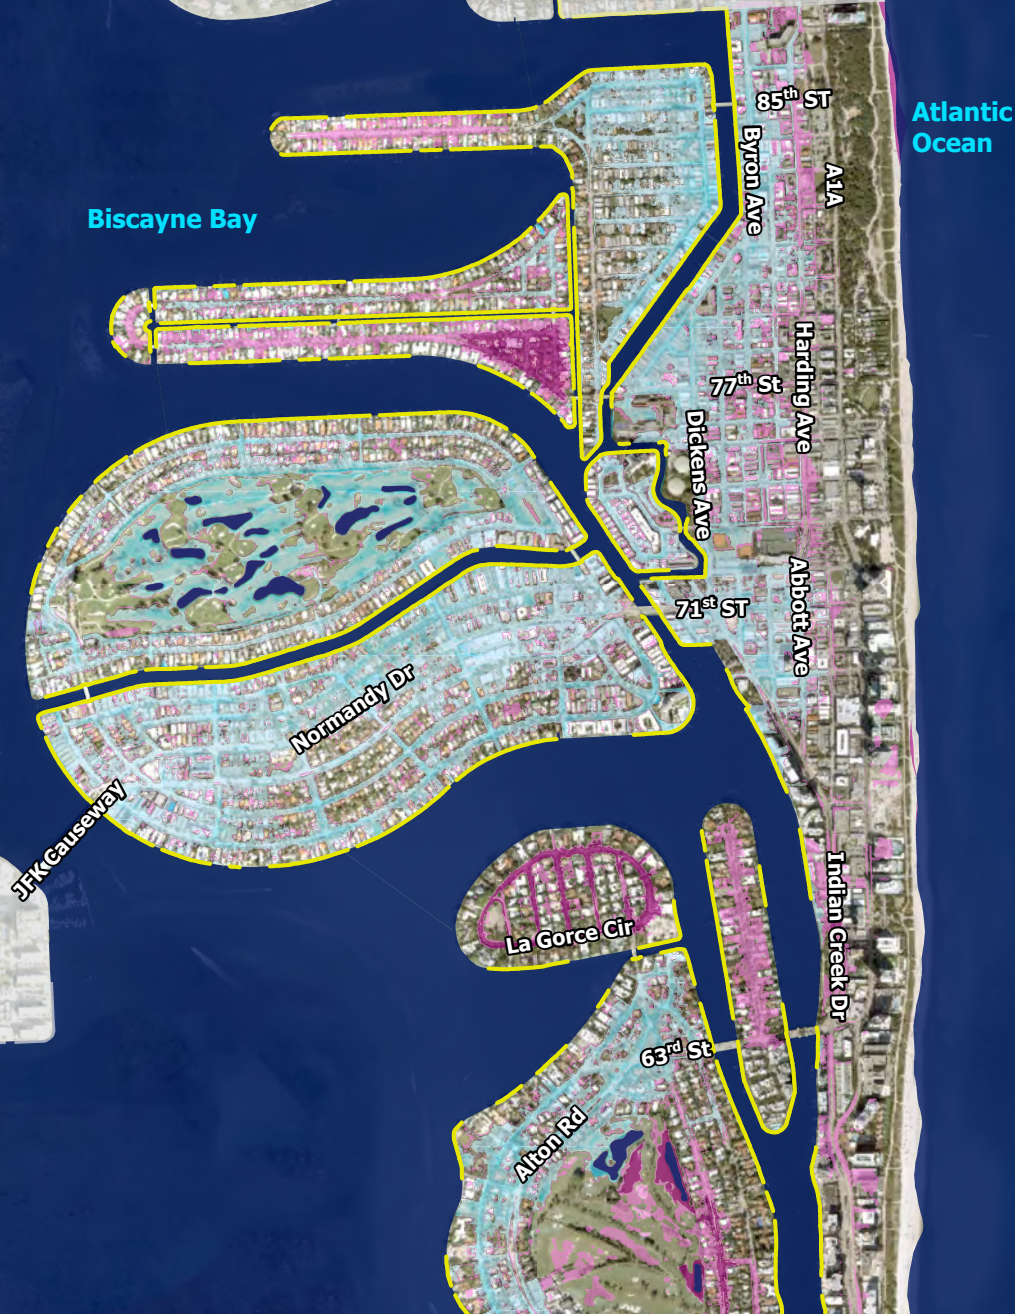 85th ST
Atlantic
Ocean
Byron Ave
A1A
Biscayne Bay
Harding Ave
77th St
Dickens Ave
Abbott Ave
71st ST
Normandy Dr
JFK Causeway
Indian Creek Dr
La Gorce Cir
63rd St
Alton Rd